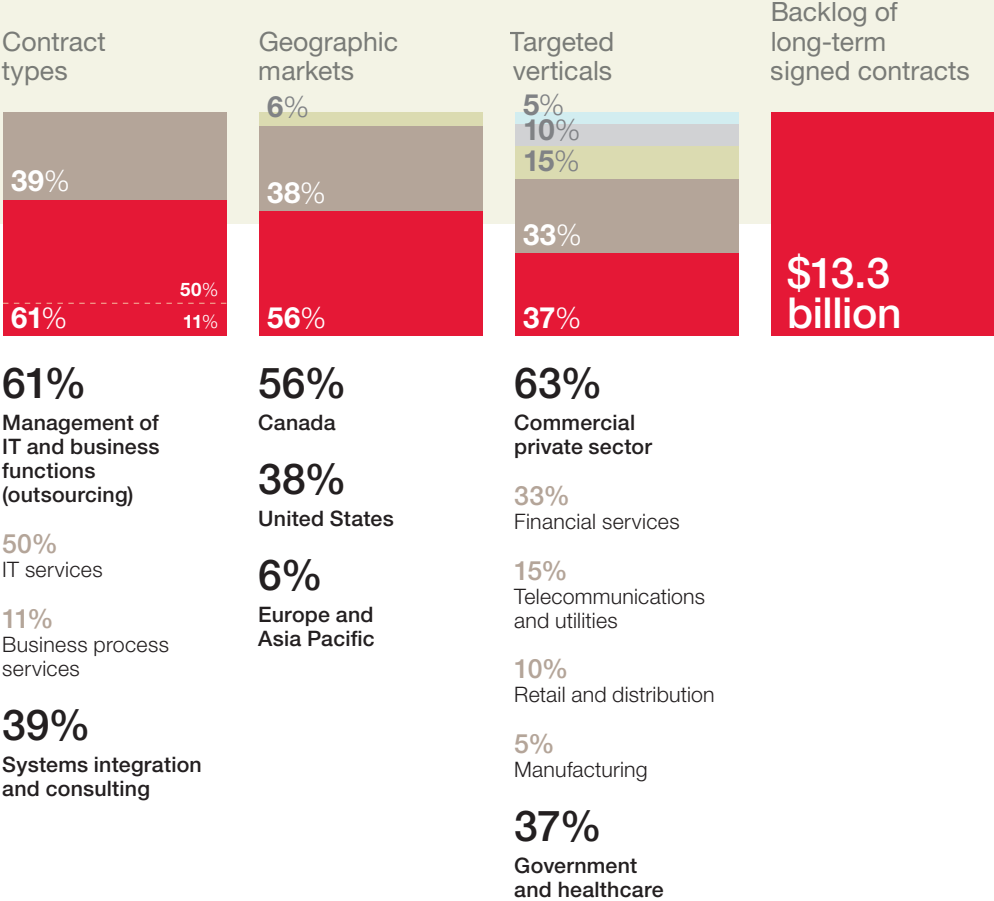 Contract
types
39%
50%
61%
11%
61%
Management of
IT and business
functions
(outsourcing)
50%
IT services
11%
Business process
services
39%
Systems integration
and consulting
Geographic
markets
6%
38%
56%
56%
Canada
38%
United States
6%
Europe and
Asia Pacific
Targeted
verticals
5%
10%
15%
33%
37%
63%
Commercial
private sector
33%
Financial services
15%
Telecommunications
and utilities
10%
Retail and distribution
5%
Manufacturing
37%
Government
and healthcare
Backlog of
long-term
signed contracts
$13.3
billion